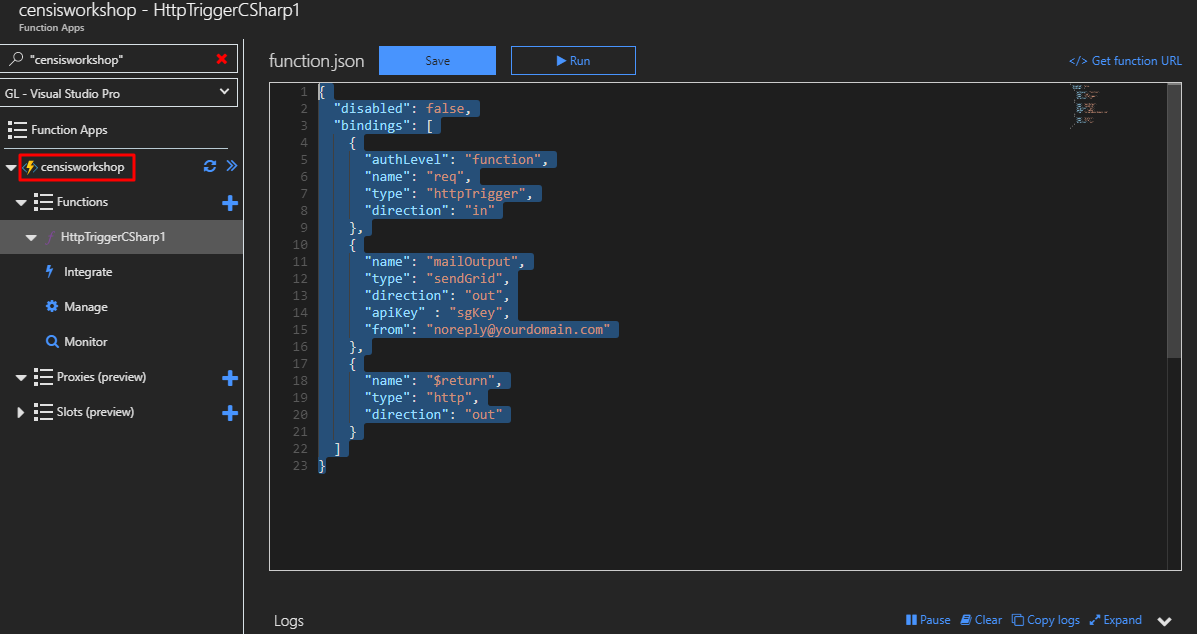 censisworkshop - HttpTriggerCSharp1
Function Apps
"censisworkshop"
GL - Visual Studio Pro
Function Apps
censisworkshop
Functions
HttpTriggerCSharp1
Integrate
Manage
Monitor
Proxies (preview)
Slots (preview)
function.json
Save
Run
</> Get function URL
1 {
2 "disabled": false,
3 "bindings": [
4 {
5 "authLevel": "function",
6 "name": "req",
7 "type": "httpTrigger",
8 "direction": "in"
9 },
10 {
11 "name": "mailOutput",
12 "type": "sendGrid",
13 "direction": "out",
14 "apiKey" : "sgKey",
15 "from": "noreply@yourdomain.com"
16 },
17 {
18 "name": "$return",
19 "type": "http",
20 "direction": "out"
21 }
22 ]
23 }
Logs
Pause
Clear
Copy logs
Expand